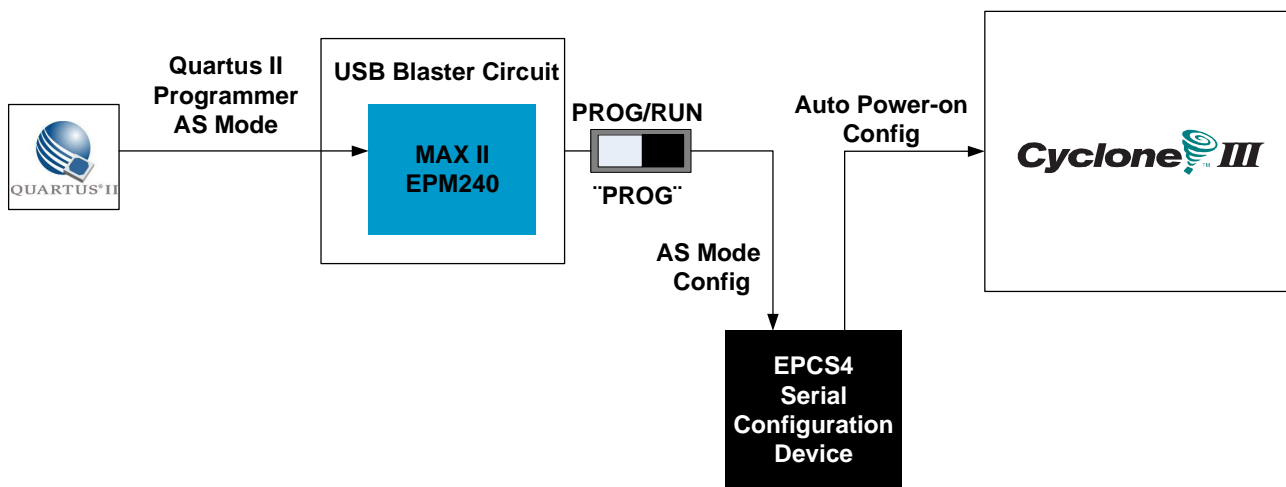 Quartus II
Programmer
AS Mode
QUARTUS®II
USB Blaster Circuit
MAX II
EPM240
PROG/RUN
¨PROG¨
AS Mode
Config
EPCS4
Serial
Configuration
Device
Auto Power-on
Config
Cyclone™ III